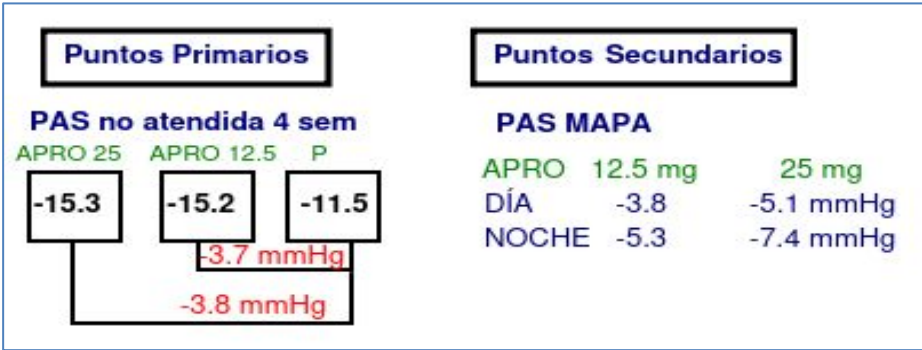 Puntos Primarios
PAS no atendida 4 sem
APRO 25 APRO 12.5 P
-15.3 -15.2 -11.5
-3.7 mmHg
-3.8 mmHg
Puntos Secundarios
PAS MAPA
APRO 12.5 mg 25 mg
DÍA -3.8 -5.1 mmHg
NOCHE -5.3 -7.4 mmHg